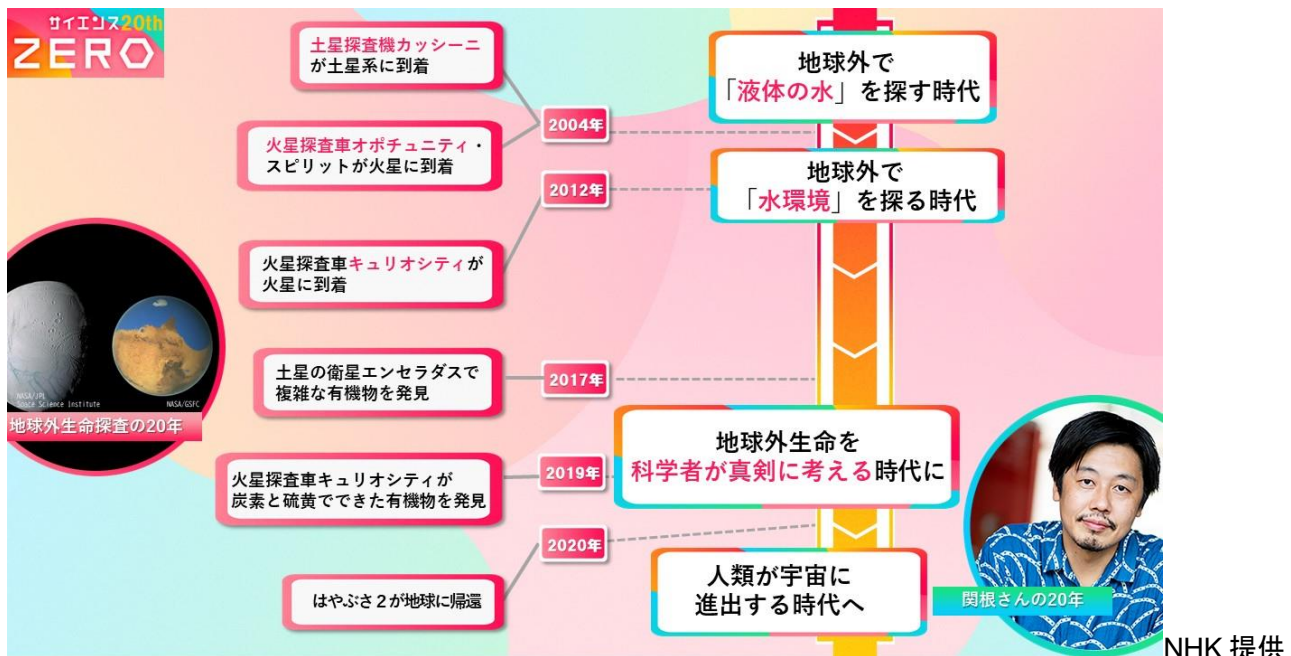 サイエンス20th
ZERO
土星探査機カッシーニ
が土星系に到着
火星探査車オポチュニティ・
スピリットが火星に到着
2004年
地球外で
「液体の水」を探す時代
2012年
地球外で
「水環境」を探る時代
火星探査車キュリオシティが
火星に到着
土星の衛星エンセラダスで
複雑な有機物を発見
2017年
NASA/JPL
Space Science Institute
NASA/GSFC
地球外生命探査の20年
火星探査車キュリオシティが
炭素と硫黄でできた有機物を発見
2019年
地球外生命を
科学者が真剣に考える時代に
2020年
はやぶさ2が地球に帰還
人類が宇宙に
進出する時代へ
関根さんの20年
NHK 提供